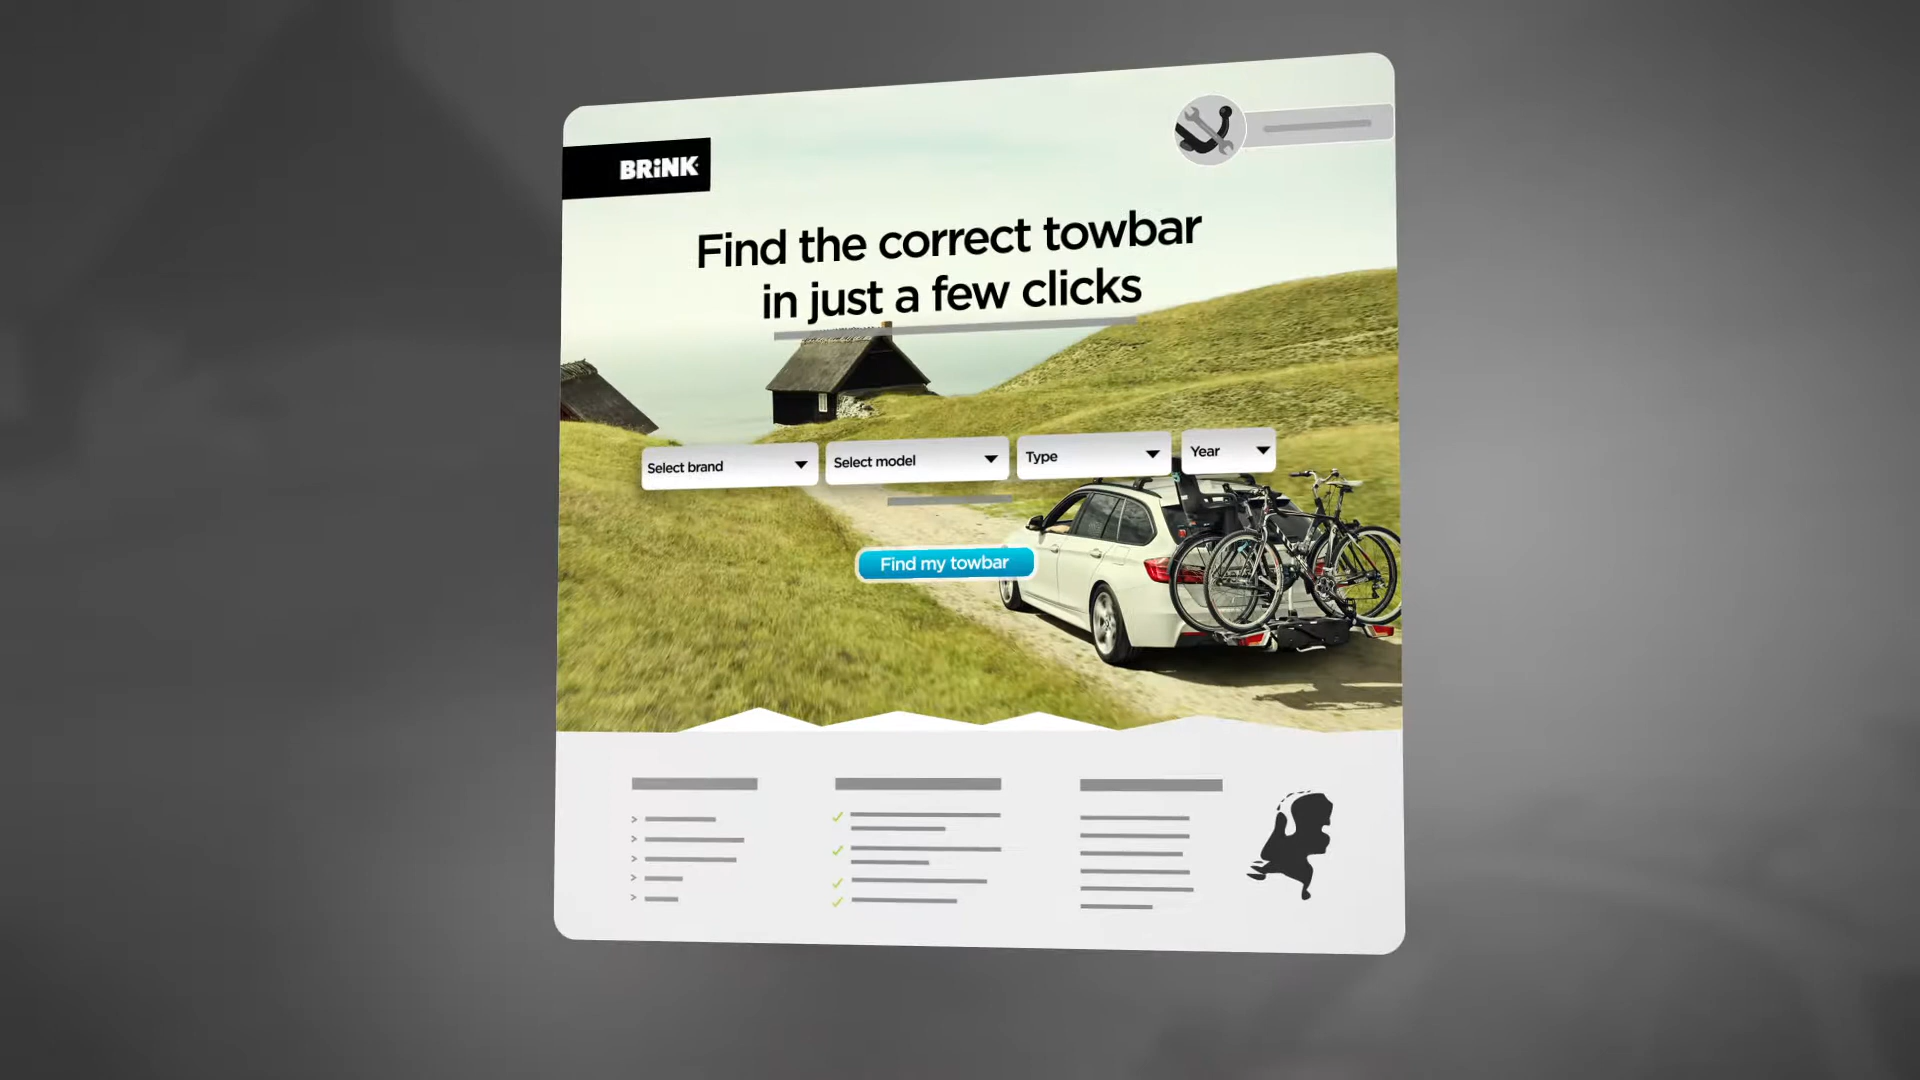 BRiNK
Find the correct towbar
in just a few clicks
Select brand
Select model
Type
Year
Find my towbar